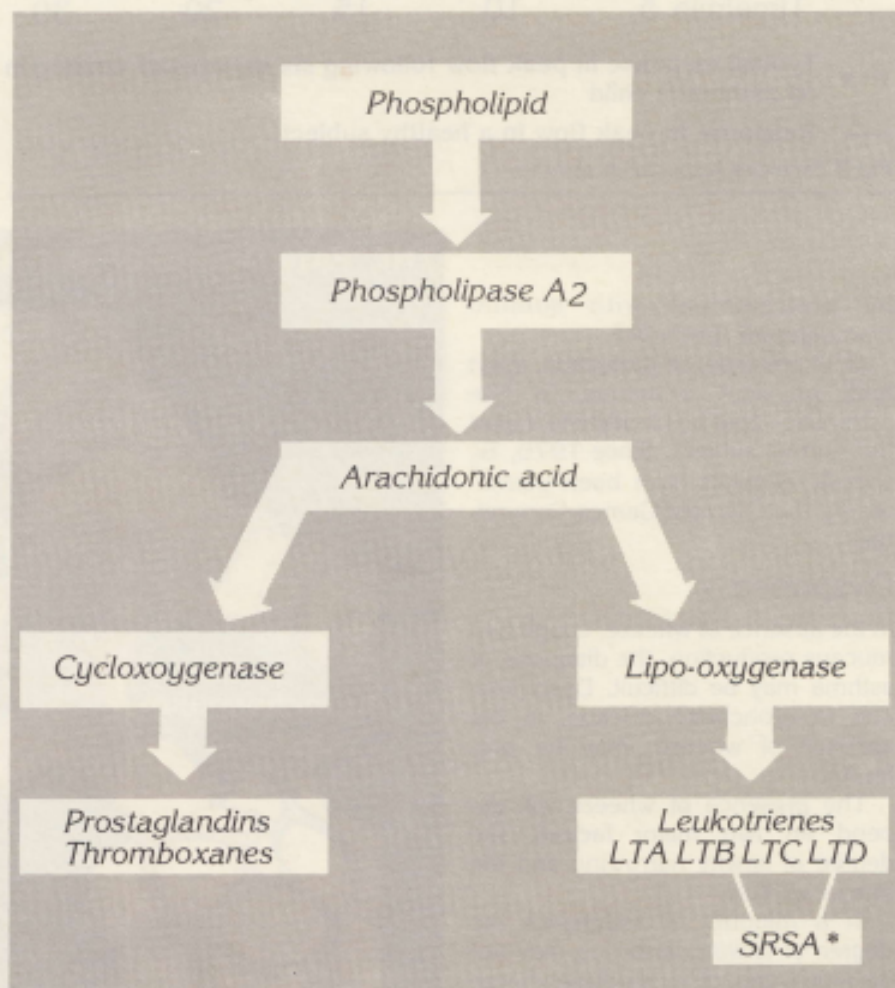 Phospholipid
Phospholipase A2
Arachidonic acid
Cycloxoygenase
Lipo-oxygenase
Prostaglandins
Thromboxanes
Leukotrienes
LTA LTB LTC LTD
SRSA *